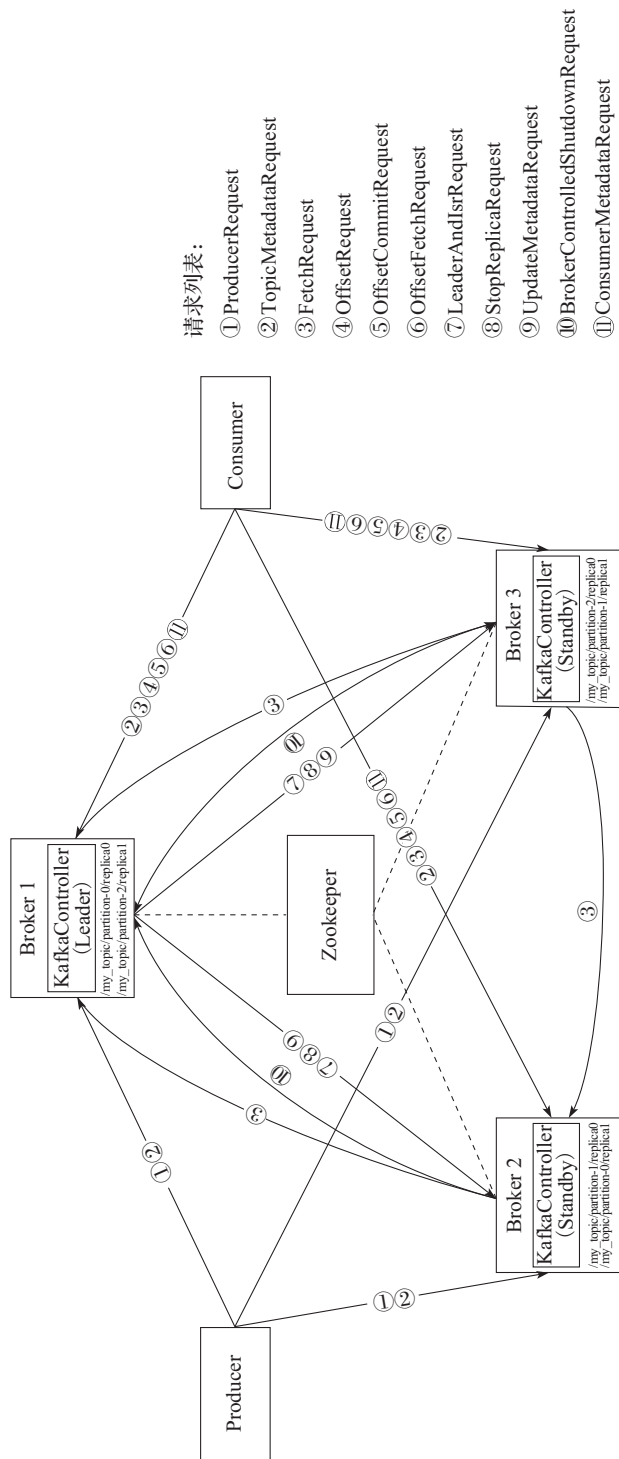 Broker 1
KafkaController
(Leader)
/my_topic/partition-0/replica0
/my_topic/partition-2/replica1
Producer
Consumer
Zookeeper
①②
②③④⑤⑥⑪
③
③
⑩
⑩
⑨⑧⑦
⑦⑧⑨
①②
①②
②③④⑤⑥⑪
⑪⑥⑤④③②
③
Broker 2
KafkaController
(Standby)
/my_topic/partition-1/replica0
/my_topic/partition-0/replica1
Broker 3
KafkaController
(Standby)
/my_topic/partition-2/replica0
/my_topic/partition-1/replica1
请求列表：
①ProducerRequest
②TopicMetadataRequest
③FetchRequest
④OffsetRequest
⑤OffsetCommitRequest
⑥OffsetFetchRequest
⑦LeaderAndIsrRequest
⑧StopReplicaRequest
⑨UpdateMetadataRequest
⑩BrokerControlledShutdownRequest
⑪ConsumerMetadataRequest